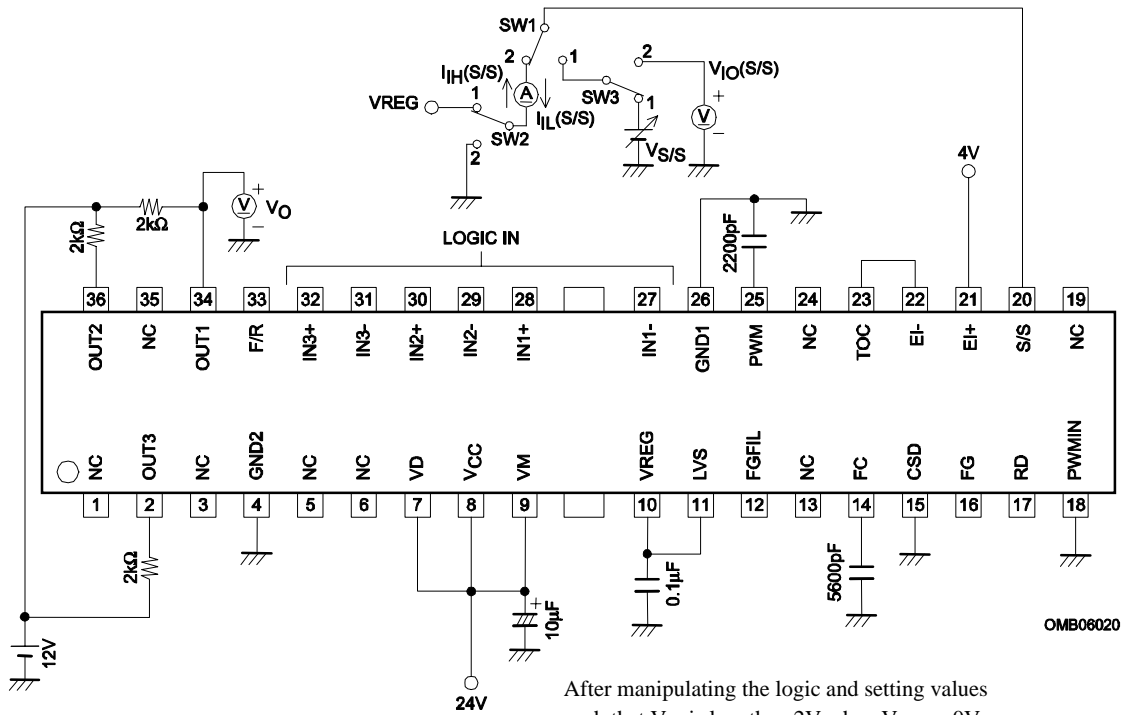 SW1
2
1
2
I_IH(S/S)
V_IO(S/S)
VREG
1
A
SW3
+
V
-
SW2
I_IL(S/S)
1
2
V_S/S
4V
2kΩ
2kΩ
+
V
-
V_O
LOGIC IN
2200pF
36 35 34 33 32 31 30 29 28 27 26 25 24 23 22 21 20 19
OUT2 NC OUT1 F/R IN3+ IN3- IN2+ IN2- IN1+ IN1- GND1 PWM NC TOC EI- EI+ S/S NC
NC OUT3 NC GND2 NC NC VD VCC VM VREG LVS FGFIL NC FC CSD FG RD PWMIN
1 2 3 4 5 6 7 8 9 10 11 12 13 14 15 16 17 18
2kΩ
+
10μF
0.1μF
5600pF
12V
24V
OMB06020
After manipulating the logic and setting values